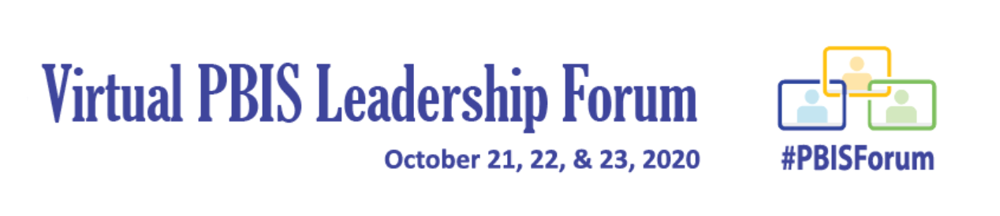 Virtual PBIS Leadership Forum
October 21, 22, & 23, 2020
#PBISForum